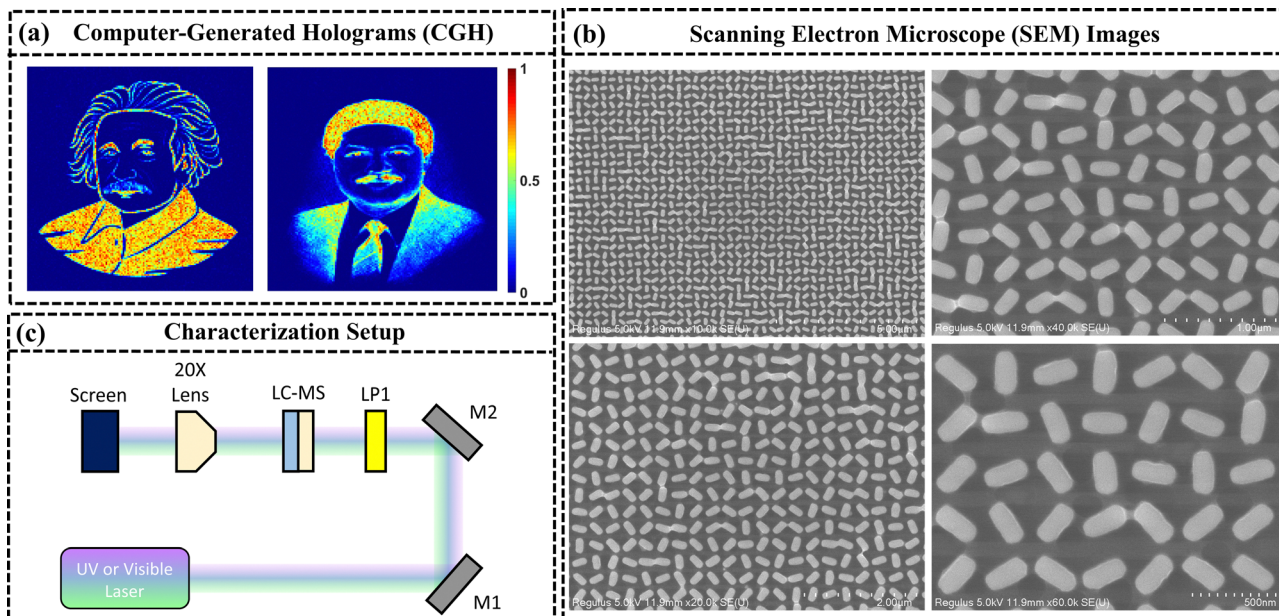 (a) Computer-Generated Holograms (CGH)
1
0.5
0
(b) Scanning Electron Microscope (SEM) Images
Regulus 5.0kV 11.9mm x10.0k SE(U) 5.00µm
Regulus 5.0kV 11.9mm x40.0k SE(U) 1.00µm
Regulus 5.0kV 11.9mm x20.0k SE(U) 2.00µm
Regulus 5.0kV 11.9mm x60.0k SE(U) 500nm
(c) Characterization Setup
Screen
20X
Lens
LC-MS
LP1
M2
UV or Visible
Laser
M1